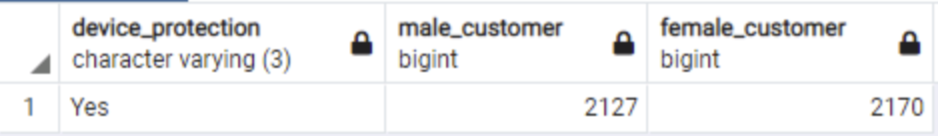 device_protection male_customer female_customer
character varying (3) bigint bigint
1 Yes 2127 2170